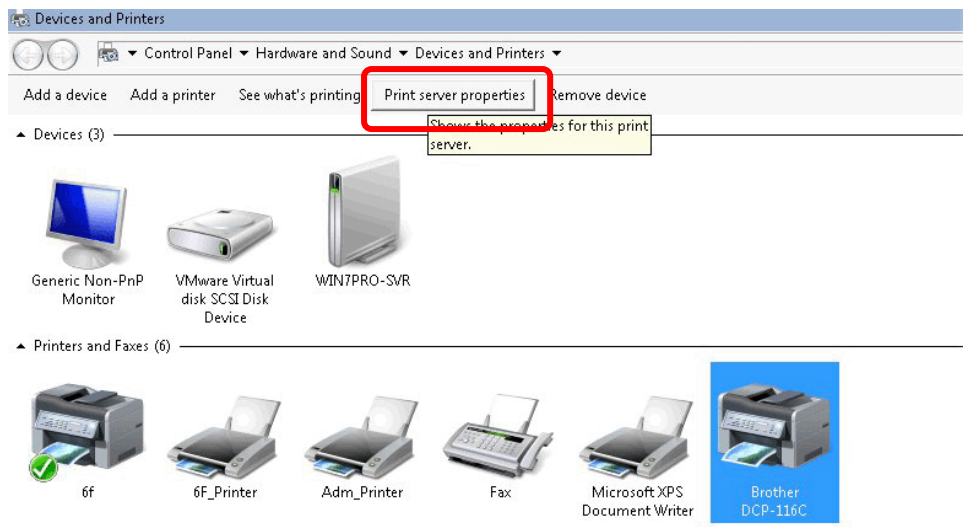 Devices and Printers
Control Panel Hardware and Sound Devices and Printers
Add a device Add a printer See what's printing Print server properties Remove device
Shows the properties for this print
server.
Devices (3)
Generic Non-PnP
Monitor
VMware Virtual
disk SCSI Disk
Device
WIN7PRO-SVR
Printers and Faxes (6)
6f
6F_Printer
Adm_Printer
Fax
Microsoft XPS
Document Writer
Brother
DCP-116C